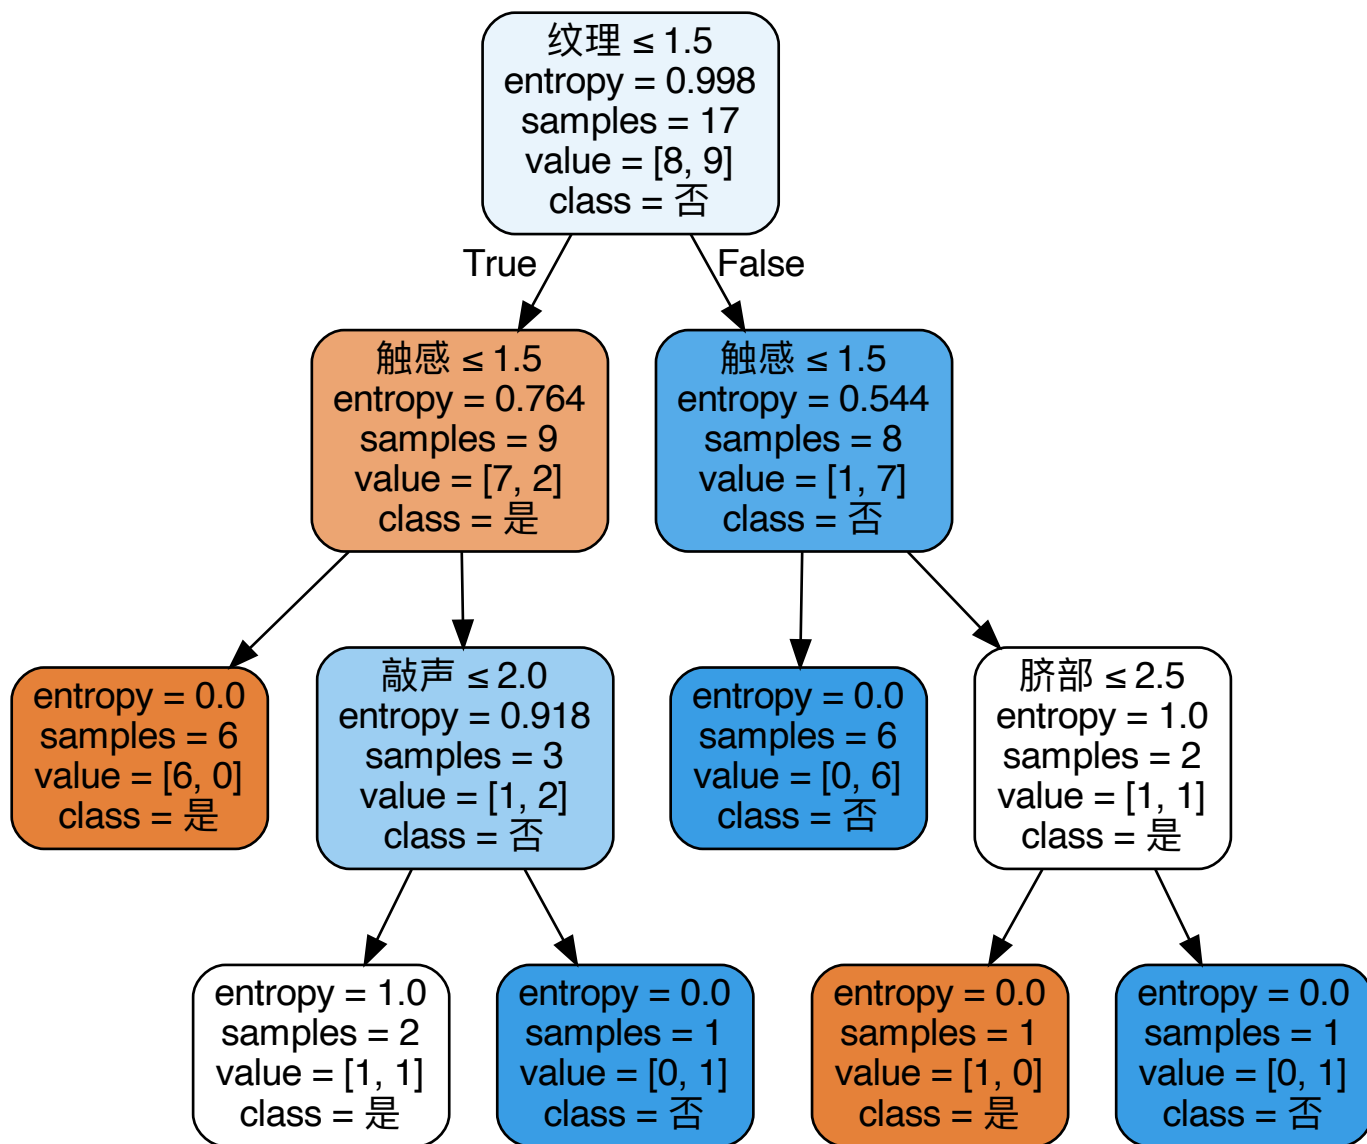 纹理 ≤ 1.5
entropy = 0.998
samples = 17
value = [8, 9]
class = 否
True
False
触感 ≤ 1.5
entropy = 0.764
samples = 9
value = [7, 2]
class = 是
触感 ≤ 1.5
entropy = 0.544
samples = 8
value = [1, 7]
class = 否
entropy = 0.0
samples = 6
value = [6, 0]
class = 是
敲声 ≤ 2.0
entropy = 0.918
samples = 3
value = [1, 2]
class = 否
entropy = 0.0
samples = 6
value = [0, 6]
class = 否
脐部 ≤ 2.5
entropy = 1.0
samples = 2
value = [1, 1]
class = 是
entropy = 1.0
samples = 2
value = [1, 1]
class = 是
entropy = 0.0
samples = 1
value = [0, 1]
class = 否
entropy = 0.0
samples = 1
value = [1, 0]
class = 是
entropy = 0.0
samples = 1
value = [0, 1]
class = 否